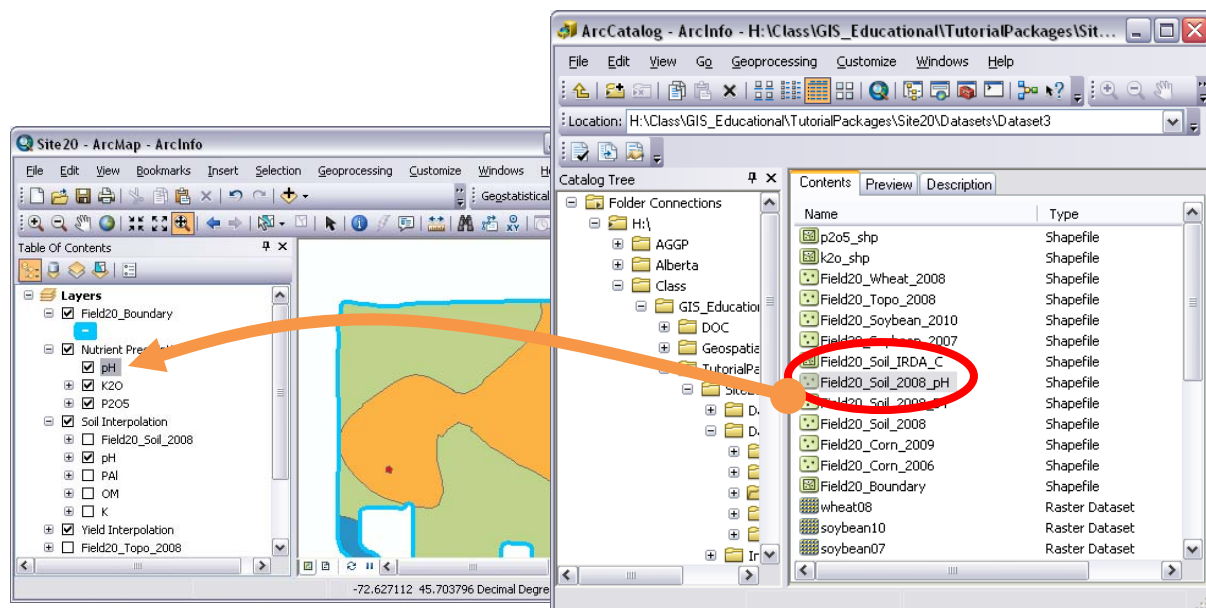 ArcCatalog - ArcInfo - H:\Class\GIS_Educational\TutorialPackages\Sit...
File Edit View Go Geoprocessing Customize Windows Help
Location: H:\Class\GIS_Educational\TutorialPackages\Site20\Datasets\Dataset3
Catalog Tree
Folder Connections
H:\
AGGP
Alberta
Class
GIS_Education
DOC
Geospatia
TutorialPa
D
D
Ir
Contents Preview Description
Name Type
p2o5_shp Shapefile
k2o_shp Shapefile
Field20_Wheat_2008 Shapefile
Field20_Topo_2008 Shapefile
Field20_Soybean_2010 Shapefile
Field20_Soybean_2007 Shapefile
Field20_Soil_IRDA_C Shapefile
Field20_Soil_2008_pH Shapefile
Shapefile
Field20_Soil_2008 Shapefile
Field20_Corn_2009 Shapefile
Field20_Corn_2006 Shapefile
Field20_Boundary Shapefile
wheat08 Raster Dataset
soybean10 Raster Dataset
soybean07 Raster Dataset
Site20 - ArcMap - ArcInfo
File Edit View Bookmarks Insert Selection Geoprocessing Customize Windows H
Geostatistical
Table Of Contents
Layers
Field20_Boundary
Nutrient
pH
K2O
P2O5
Soil Interpolation
Field20_Soil_2008
pH
PAI
OM
K
Yield Interpolation
Field20_Topo_2008
-72.627112 45.703796 Decimal Degre